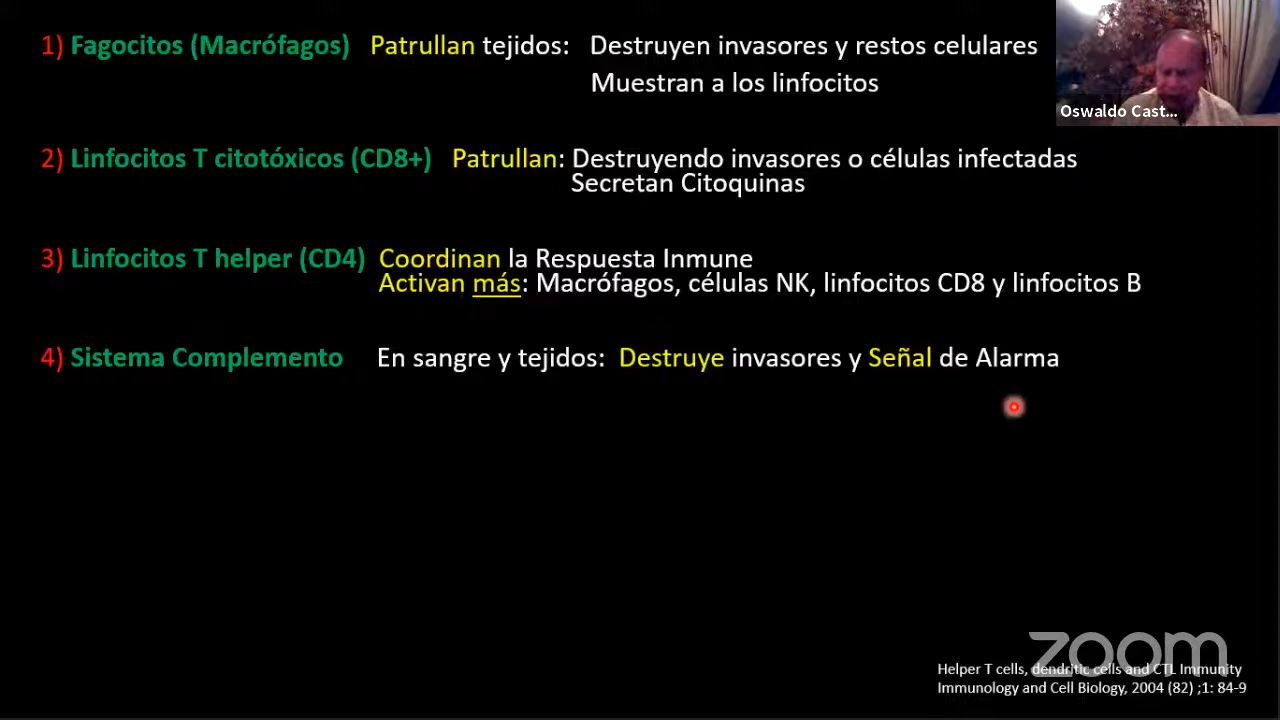 1) Fagocitos (Macrófagos) Patrullan tejidos: Destruyen invasores y restos celulares
Muestran a los linfocitos
Oswaldo Cast...
2) Linfocitos T citotóxicos (CD8+) Patrullan: Destruyendo invasores o células infectadas
Secretan Citoquinas
3) Linfocitos T helper (CD4) Coordinan la Respuesta Inmune
Activan más: Macrófagos, células NK, linfocitos CD8 y linfocitos B
4) Sistema Complemento En sangre y tejidos: Destruye invasores y Señal de Alarma
zoom
Helper T cells, dendritic cells and CTL Immunity
Immunology and Cell Biology, 2004 (82) ;1: 84-9